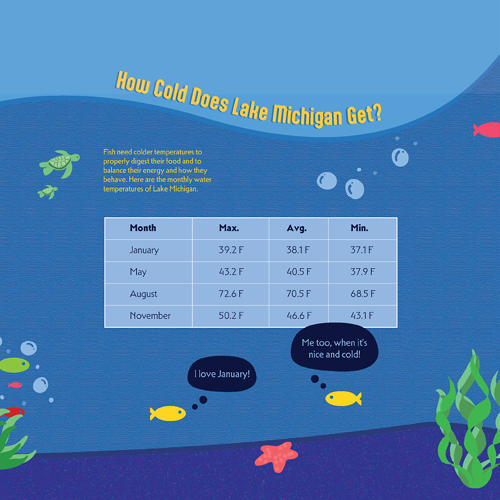 How Cold Does Lake Michigan Get?
Fish need colder temperatures to
properly digest their food and to
balance their energy and how they
behave. Here are the monthly water
temperatures of Lake Michigan.
Month Max. Avg. Min.
January 39.2 F 38.1 F 37.1 F
May 43.2 F 40.5 F 37.9 F
August 72.6 F 70.5 F 68.5 F
November 50.2 F 46.6 F 43.1 F
Me too, when it's
nice and cold!
I love January!